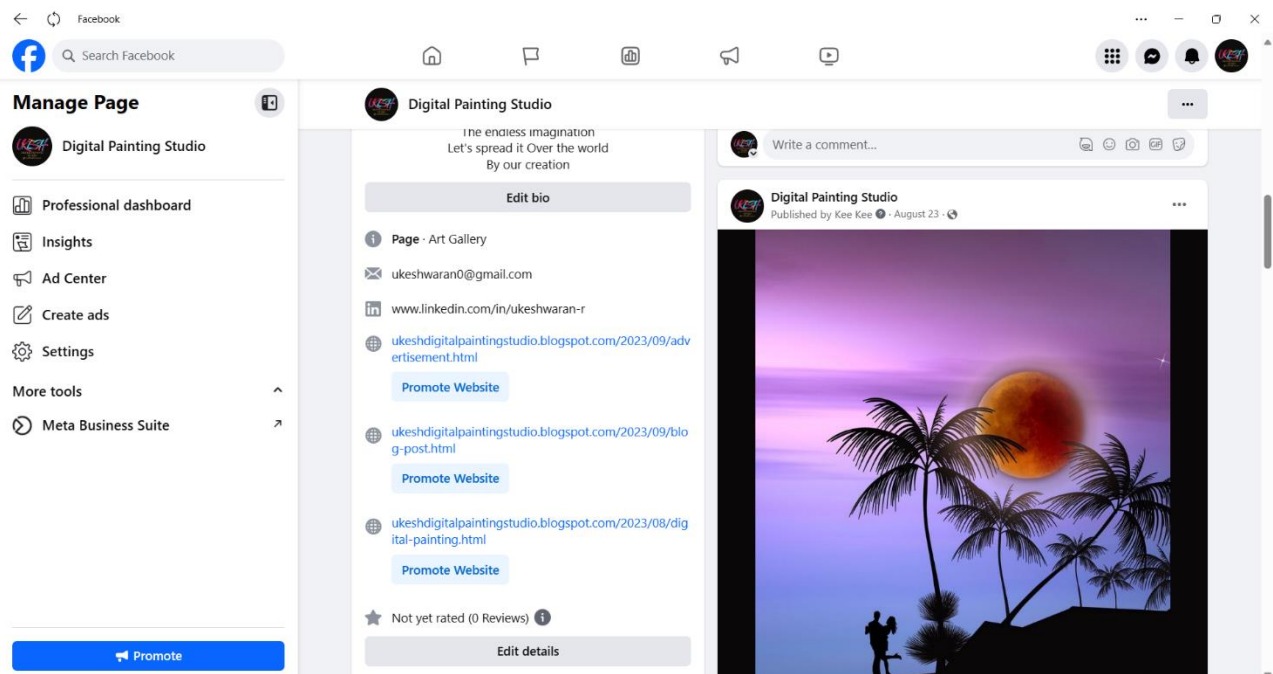 Facebook
Search Facebook
Manage Page
Digital Painting Studio
Professional dashboard
Insights
Ad Center
Create ads
Settings
More tools
Meta Business Suite
Promote
Digital Painting Studio
The endless imagination
Let's spread it Over the world
By our creation
Edit bio
Page · Art Gallery
ukeshwaran0@gmail.com
www.linkedin.com/in/ukeshwaran-r
ukeshdigitalpaintingstudio.blogspot.com/2023/09/adv
ertisement.html
Promote Website
ukeshdigitalpaintingstudio.blogspot.com/2023/09/blo
g-post.html
Promote Website
ukeshdigitalpaintingstudio.blogspot.com/2023/08/dig
ital-painting.html
Promote Website
Not yet rated (0 Reviews)
Edit details
Write a comment...
GIF
Digital Painting Studio
Published by Kee Kee · August 23 ·